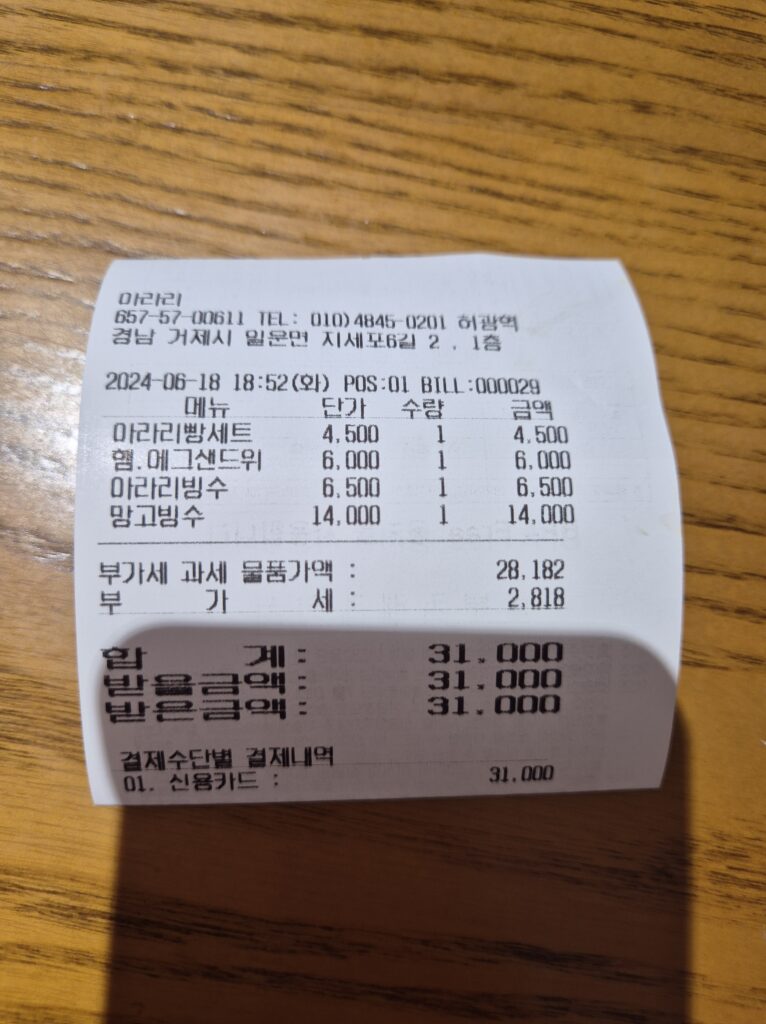 아라리
657-57-00611 TEL: 010)4845-0201 허광혁
경남 거제시 일운면 지세포6길 2 , 1층
2024-06-18 18:52(화) POS:01 BILL:000029
메뉴 단가 수량 금액
아라리빵세트 4,500 1 4,500
햄.에그샌드위 6,000 1 6,000
아라리빙수 6,500 1 6,500
망고빙수 14,000 1 14,000
부가세 과세 물품가액 : 28,182
부 가 세 : 2,818
합 계 : 31,000
받을금액 : 31,000
받은금액 : 31,000
결제수단별 결제내역
01. 신용카드 : 31,000